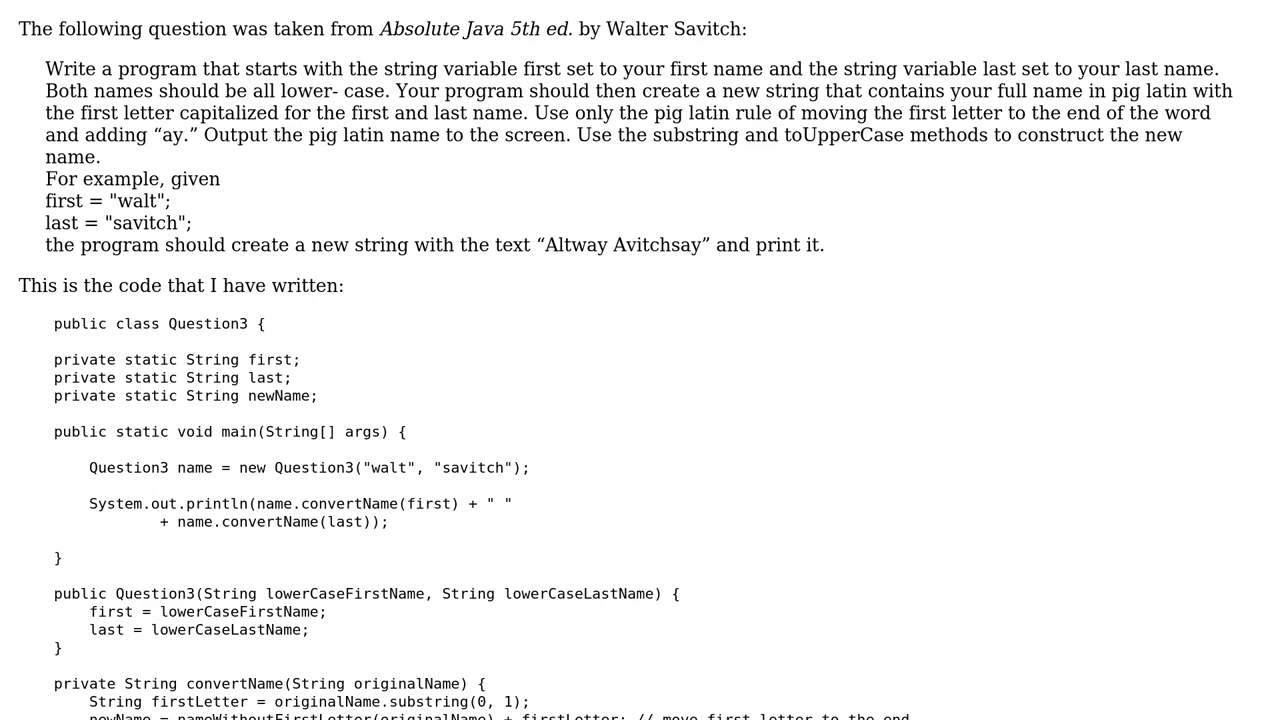 The following question was taken from Absolute Java 5th ed. by Walter Savitch:
Write a program that starts with the string variable first set to your first name and the string variable last set to your last name.
Both names should be all lower- case. Your program should then create a new string that contains your full name in pig latin with
the first letter capitalized for the first and last name. Use only the pig latin rule of moving the first letter to the end of the word
and adding “ay.” Output the pig latin name to the screen. Use the substring and toUpperCase methods to construct the new
name.
For example, given
first = "walt";
last = "savitch";
the program should create a new string with the text “Altway Avitchsay” and print it.
This is the code that I have written:
public class Question3 {
private static String first;
private static String last;
private static String newName;
public static void main(String[] args) {
Question3 name = new Question3("walt", "savitch");
System.out.println(name.convertName(first) + " "
+ name.convertName(last));
}
public Question3(String lowerCaseFirstName, String lowerCaseLastName) {
first = lowerCaseFirstName;
last = lowerCaseLastName;
}
private String convertName(String originalName) {
String firstLetter = originalName.substring(0, 1);
newName = nameWithoutFirstLetter(originalName) + firstLetter; // move first letter to the end